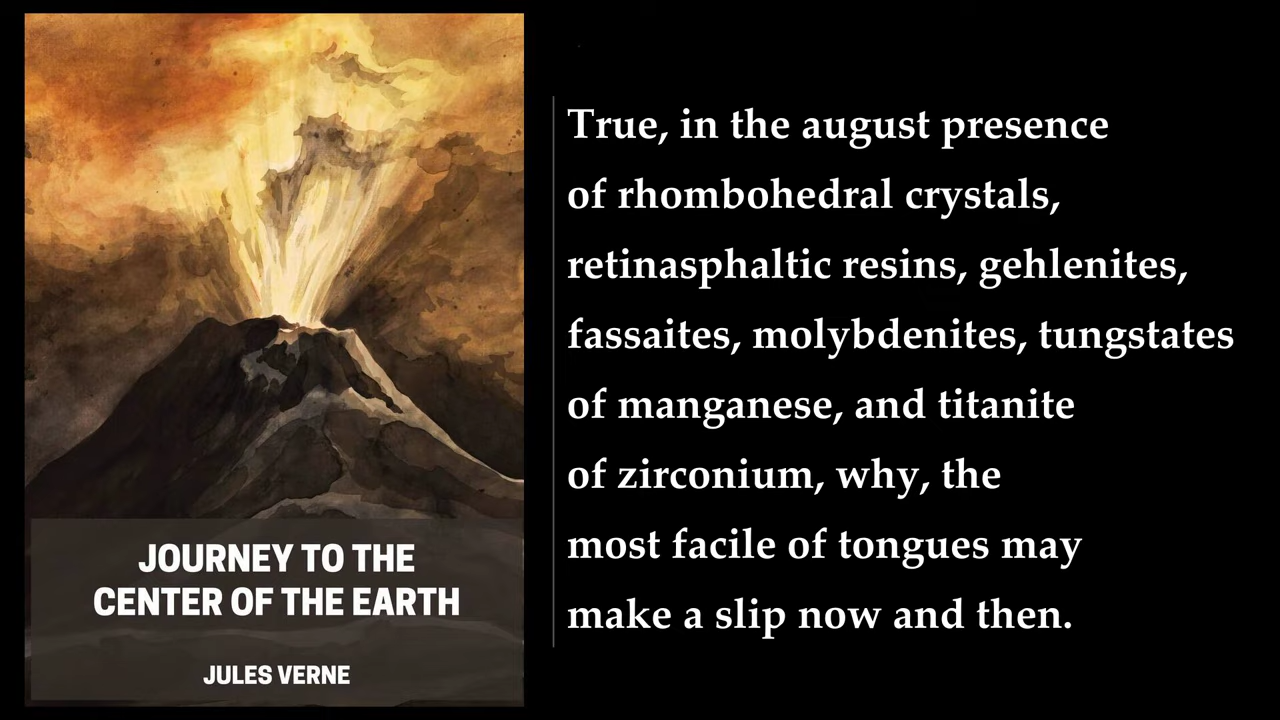 JOURNEY TO THE
CENTER OF THE EARTH
JULES VERNE
True, in the august presence
of rhombohedral crystals,
retinasphaltic resins, gehlenites,
fassaites, molybdenites, tungstates
of manganese, and titanite
of zirconium, why, the
most facile of tongues may
make a slip now and then.